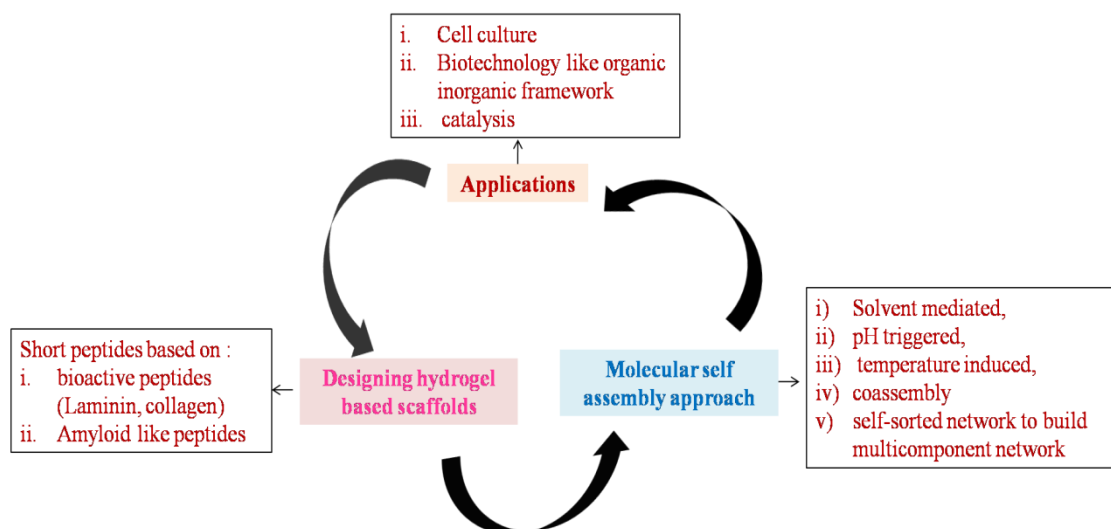 i. Cell culture
ii. Biotechnology like organic
inorganic framework
iii. catalysis
Applications
Short peptides based on :
i. bioactive peptides
(Laminin, collagen)
ii. Amyloid like peptides
Designing hydrogel
based scaffolds
Molecular self
assembly approach
i) Solvent mediated,
ii) pH triggered,
iii) temperature induced,
iv) coassembly
v) self-sorted network to build
multicomponent network